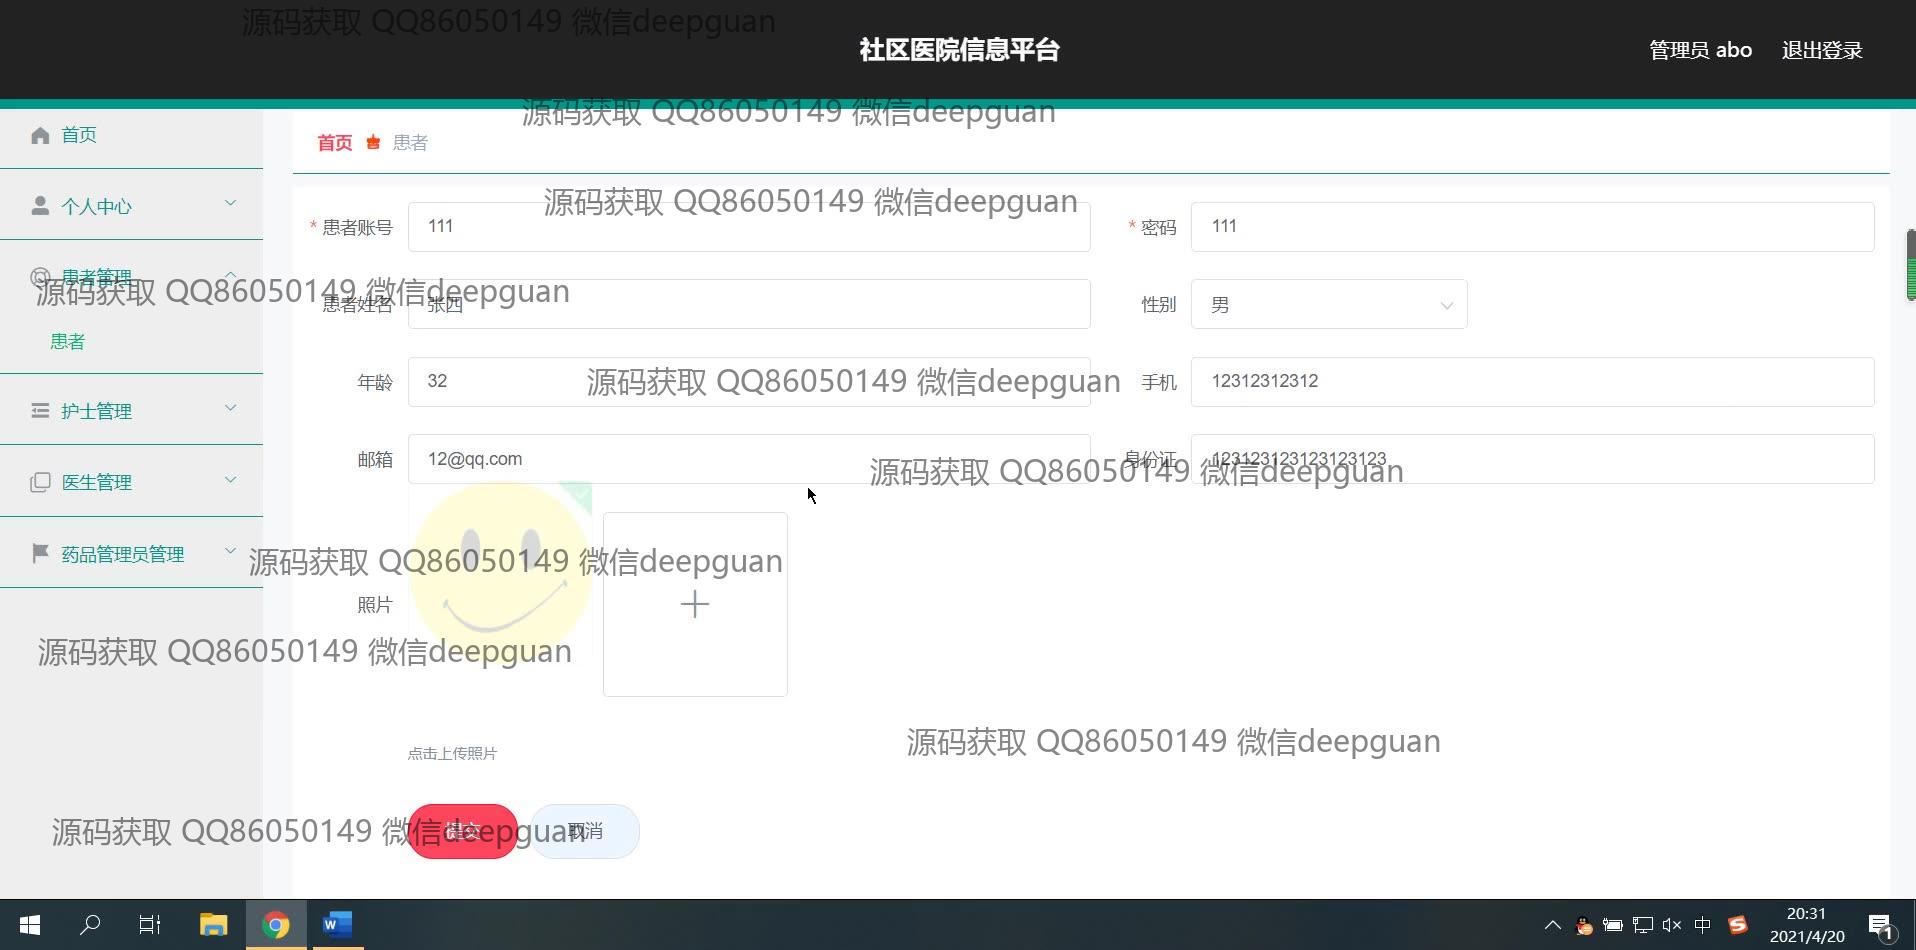 源码获取 QQ86050149 微信deepguan
社区医院信息平台
管理员 abo
退出登录
源码获取 QQ86050149 微信deepguan
首页
首页
患者
个人中心
源码获取 QQ86050149 微信deepguan
* 患者账号
111
* 密码
111
患者管理
源码获取 QQ86050149 微信deepguan
患者姓名
张四
性别
男
患者
年龄
32
源码获取 QQ86050149 微信deepguan
手机
12312312312
护士管理
邮箱
12@qq.com
身份证
123123123123123123
源码获取 QQ86050149 微信deepguan
医生管理
药品管理员管理
源码获取 QQ86050149 微信deepguan
照片
源码获取 QQ86050149 微信deepguan
源码获取 QQ86050149 微信deepguan
点击上传照片
源码获取 QQ86050149 微信deepguan
提交
取消
中
20:31
2021/4/20
1